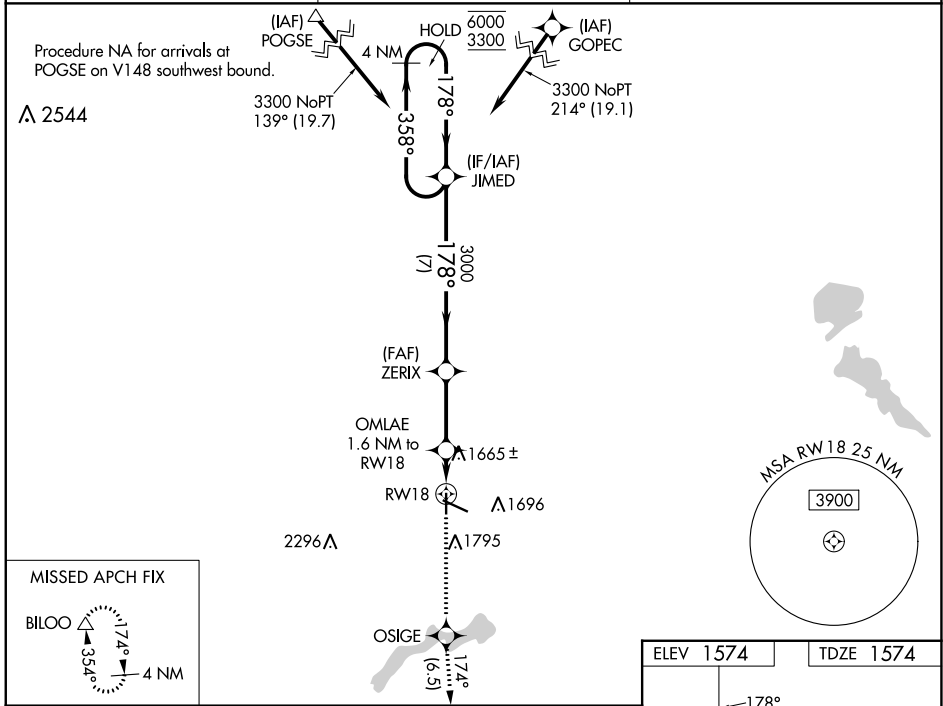 (IAF)
POGSE
HOLD
6000
3300
(IAF)
GOPEC
Procedure NA for arrivals at
POGSE on V148 southwest bound.
4 NM
3300 NoPT
139° (19.7)
3300 NoPT
214° (19.1)
2544
178°
358°
(IF/IAF)
JIMED
3000
178°
(7)
(FAF)
ZERIX
OMLAE
1.6 NM to
RW18
1665 ±
RW18
1696
MSA RW18 25 NM
3900
2296
1795
MISSED APCH FIX
BILOO
174°
354°
4 NM
OSIGE
174°
(6.5)
ELEV 1574
TDZE 1574
178°